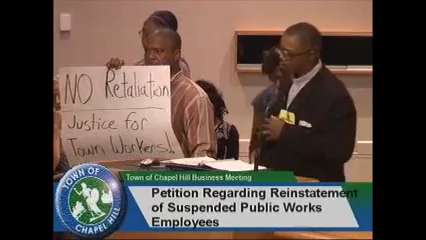 NO Retaliation
Justice for
Town Workers!
Town of Chapel Hill Business Meeting
Petition Regarding Reinstatement
of Suspended Public Works
Employees
TOWN OF
CHAPEL HILL